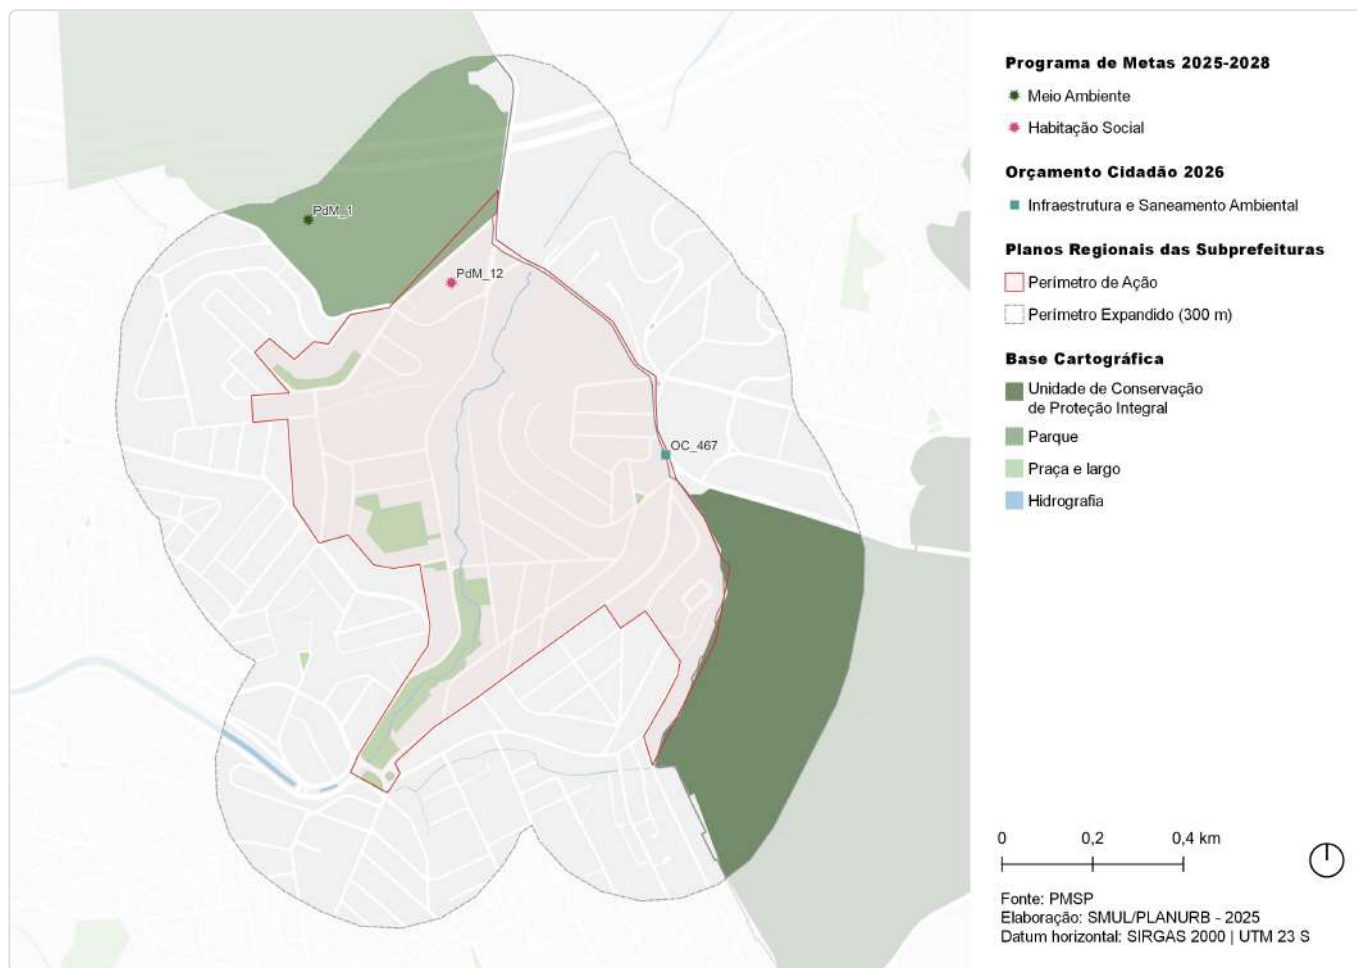 PdM_1
PdM_12
OC_467
Programa de Metas 2025-2028
Meio Ambiente
Habitação Social
Orçamento Cidadão 2026
Infraestrutura e Saneamento Ambiental
Planos Regionais das Subprefeituras
Perímetro de Ação
Perímetro Expandido (300 m)
Base Cartográfica
Unidade de Conservação
de Proteção Integral
Parque
Praça e largo
Hidrografia
0 0,2 0,4 km
Fonte: PMSP
Elaboração: SMUL/PLANURB - 2025
Datum horizontal: SIRGAS 2000 | UTM 23 S